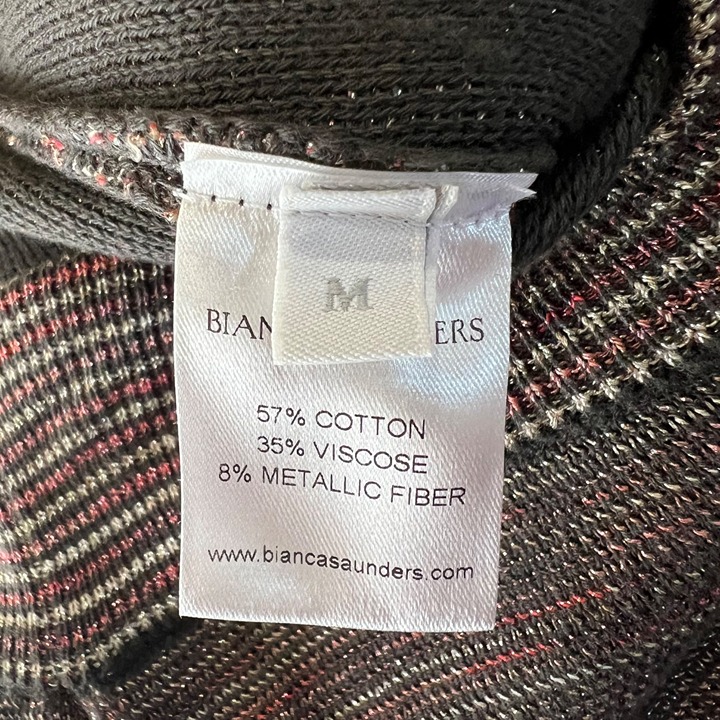 M
BIAN ERS
57% COTTON
35% VISCOSE
8% METALLIC FIBER
www.biancasaunders.com